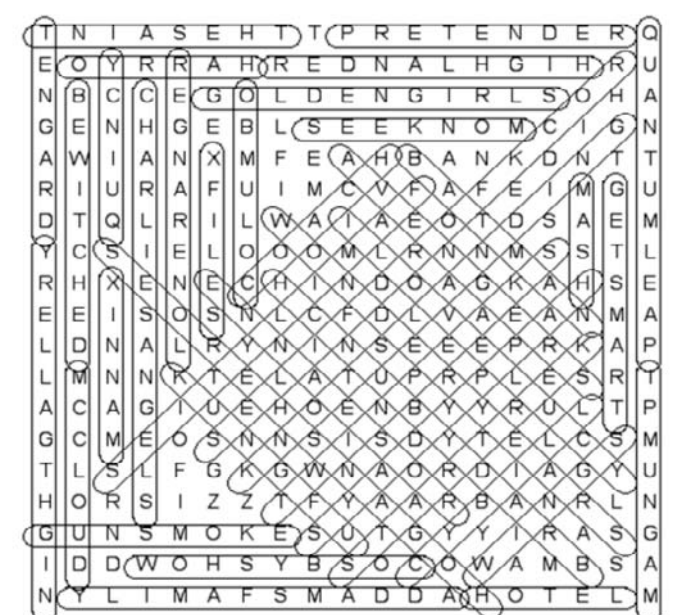 T N I A S E H T T P R E T E N D E R Q
E O Y R R A H R E D N A L H G I H R U
N B C C E G O L D E N G I R L S O H A
G E N H G E B L S E E K N O M C I G N
A W I A N X M F E A H B A N K D N T T
R I U R A F U I M C V F A F E I M G U
D T Q L R I L W A I A E O T D S A E M
Y C S I E L O O O M L R N N M S S T L
R H X E N E C H I N D O A G K A H S E
E E I S O S N L C F D L V A E A N M A
L D N A L R Y N I N S E E E P R K A P
L M N N K T E L A T U P R P L E S R T
A C A G I U E H O E N B Y Y R U L T P
G C M E O S N N S I S D Y T E L C S M
T L S L F G K G W N A O R D I A G Y U
H O R S I Z Z T F Y A A R B A N R L N
G U N S M O K E S U T G Y Y I R A S G
I D D W O H S Y B S O C O W A M B S A
N Y L I M A F S M A D D A H O T E L M